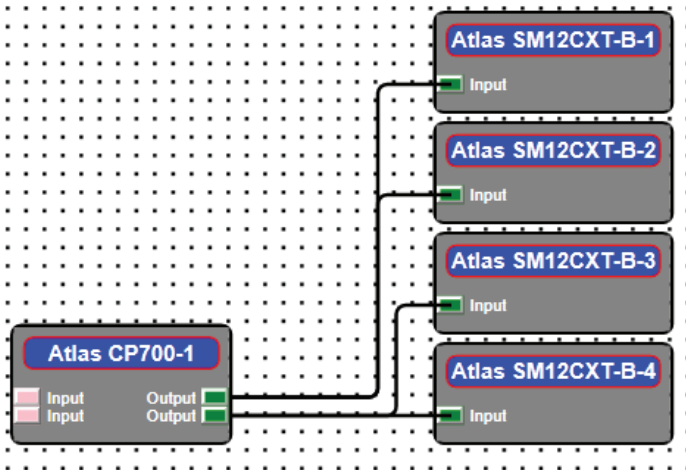 Atlas SM12CXT-B-1
Input
Atlas SM12CXT-B-2
Input
Atlas SM12CXT-B-3
Input
Atlas CP700-1
Input Output
Input Output
Atlas SM12CXT-B-4
Input